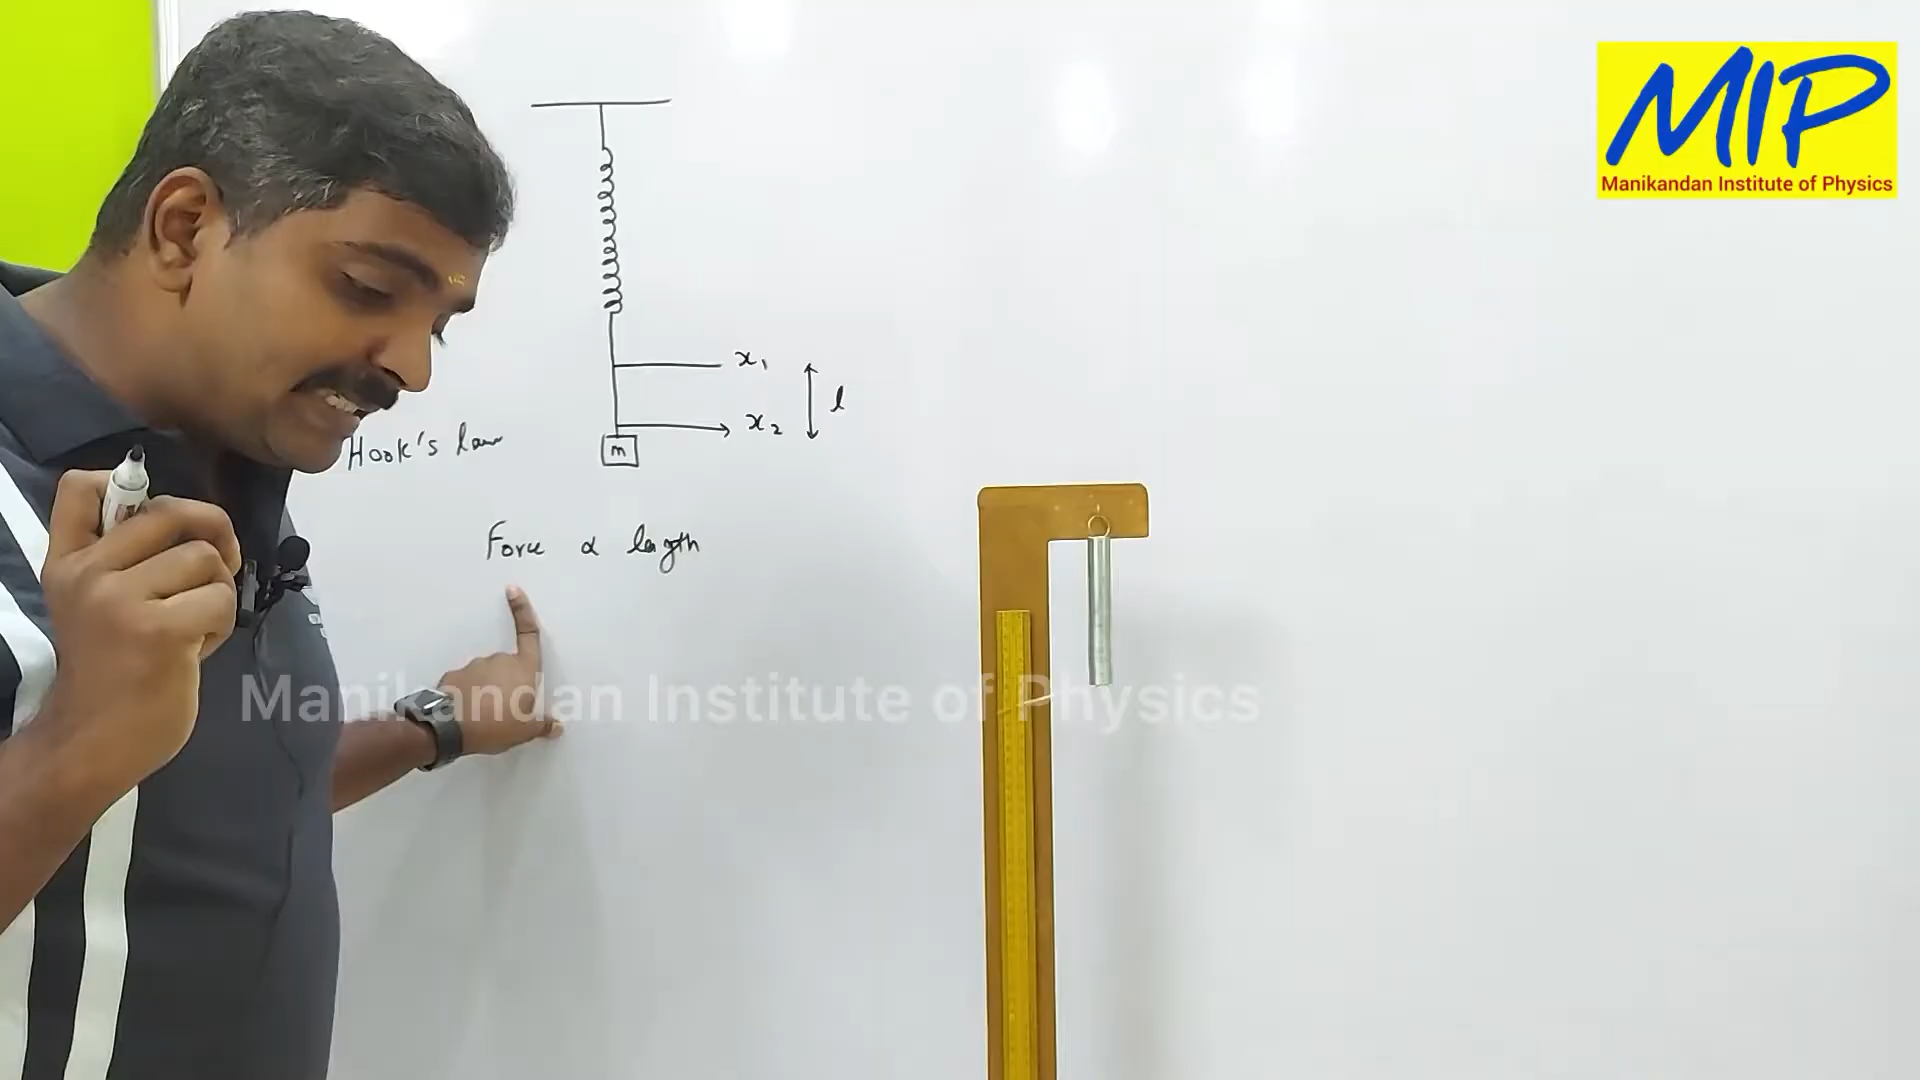 MIP
Manikandan Institute of Physics
x₁
l
x₂
Hook's law
m
Force α length
Manikandan Institute of Physics